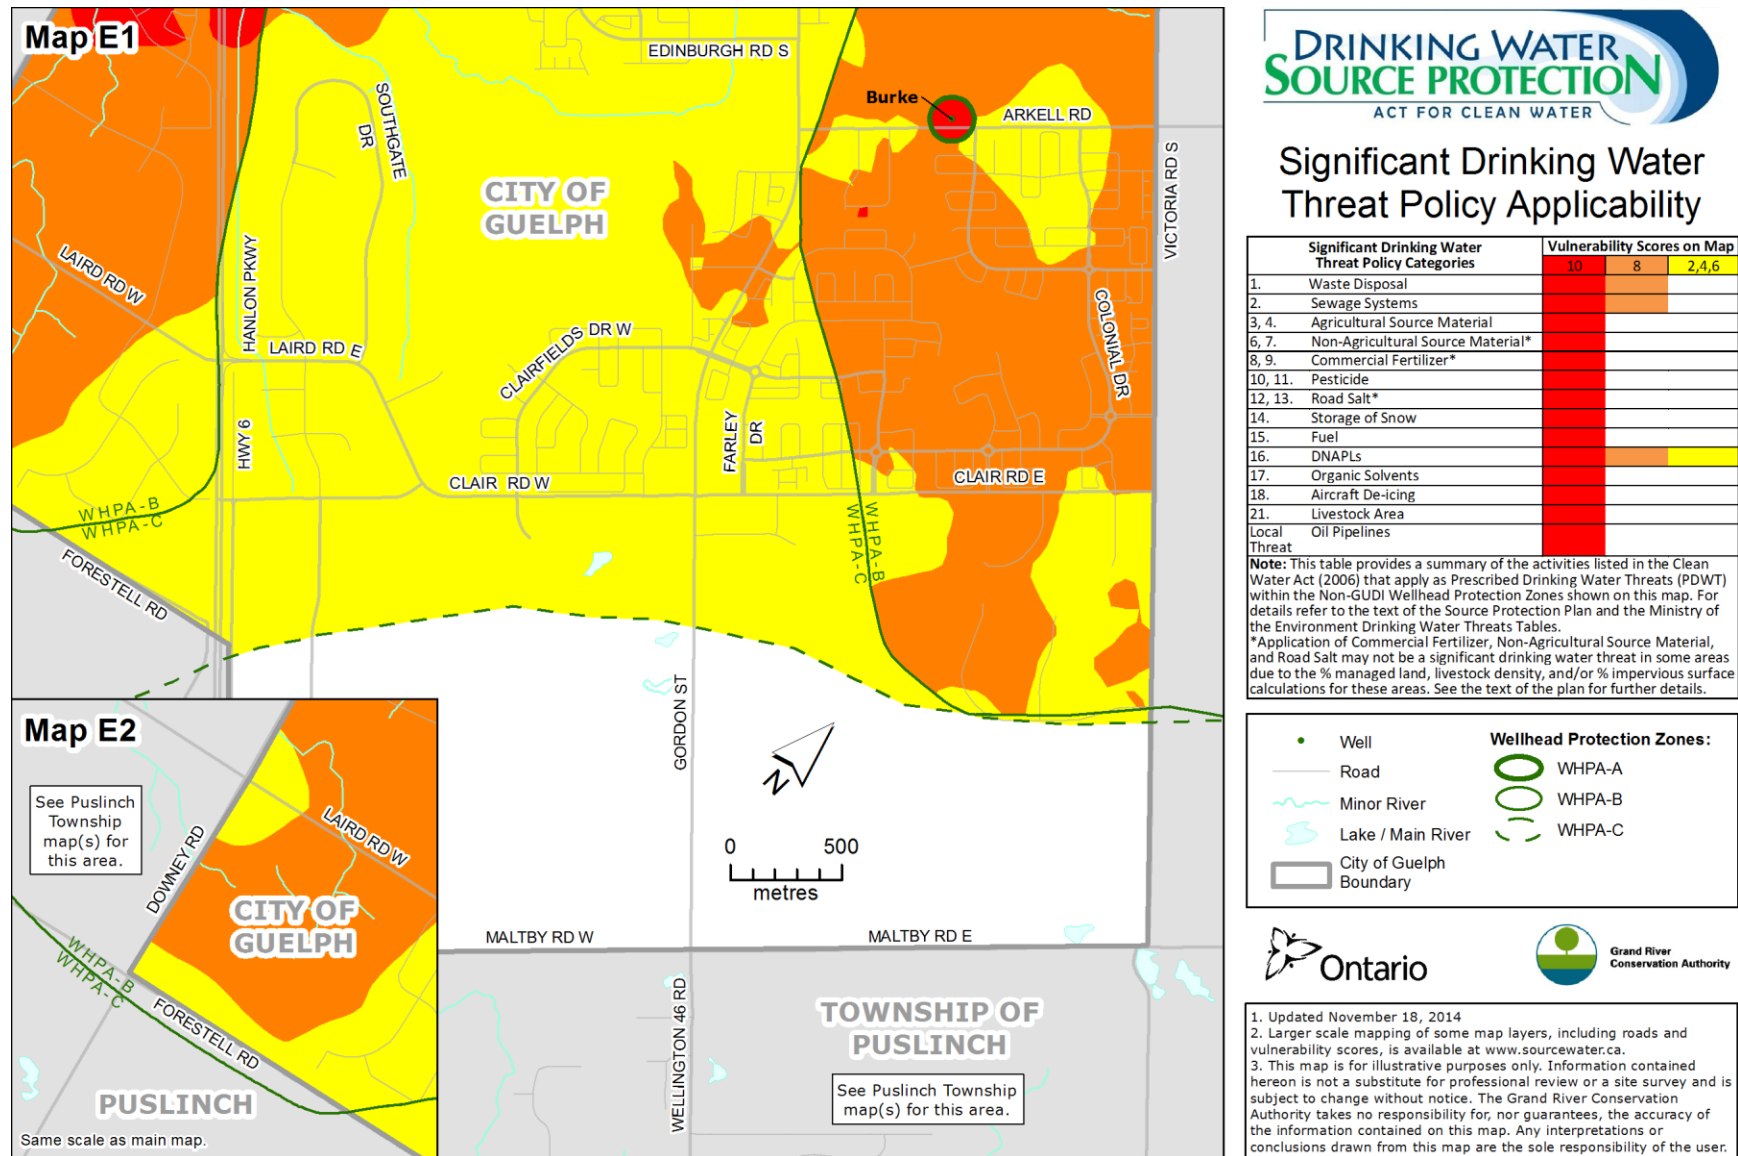 Map E1
EDINBURGH RD S
Burke
ARKELL RD
SOUTHGATE
DR
CITY OF
GUELPH
VICTORIA RD S
LAIRD RD W
HANLON PKWY
COLONIAL DR
LAIRD RD E
CLAIRFIELDS DR W
FARLEY
DR
HWY 6
CLAIR RD W
CLAIR RD E
WHPA-B
WHPA-C
WHPA-B
WHPA-C
FORESTELL RD
GORDON ST
N
0 500
metres
MALTBY RD W
MALTBY RD E
WELLINGTON 46 RD
TOWNSHIP OF
PUSLINCH
See Puslinch Township
map(s) for this area.
Map E2
See Puslinch
Township
map(s) for
this area.
LAIRD RD W
DOWNEY RD
CITY OF
GUELPH
WHPA-B
WHPA-C
FORESTELL RD
PUSLINCH
Same scale as main map.
DRINKING WATER
SOURCE PROTECTION
ACT FOR CLEAN WATER
Significant Drinking Water
Threat Policy Applicability
Significant Drinking Water
Threat Policy Categories
Vulnerability Scores on Map
10 8 2,4,6
1. Waste Disposal
2. Sewage Systems
3, 4. Agricultural Source Material
6, 7. Non-Agricultural Source Material*
8, 9. Commercial Fertilizer*
10, 11. Pesticide
12, 13. Road Salt*
14. Storage of Snow
15. Fuel
16. DNAPLs
17. Organic Solvents
18. Aircraft De-icing
21. Livestock Area
Local Oil Pipelines
Threat
Note: This table provides a summary of the activities listed in the Clean
Water Act (2006) that apply as Prescribed Drinking Water Threats (PDWT)
within the Non-GUDI Wellhead Protection Zones shown on this map. For
details refer to the text of the Source Protection Plan and the Ministry of
the Environment Drinking Water Threats Tables.
*Application of Commercial Fertilizer, Non-Agricultural Source Material,
and Road Salt may not be a significant drinking water threat in some areas
due to the % managed land, livestock density, and/or % impervious surface
calculations for these areas. See the text of the plan for further details.
Well
Road
Minor River
Lake / Main River
City of Guelph
Boundary
Wellhead Protection Zones:
WHPA-A
WHPA-B
WHPA-C
Ontario
Grand River
Conservation Authority
1. Updated November 18, 2014
2. Larger scale mapping of some map layers, including roads and
vulnerability scores, is available at www.sourcewater.ca.
3. This map is for illustrative purposes only. Information contained
hereon is not a substitute for professional review or a site survey and is
subject to change without notice. The Grand River Conservation
Authority takes no responsibility for, nor guarantees, the accuracy of
the information contained on this map. Any interpretations or
conclusions drawn from this map are the sole responsibility of the user.